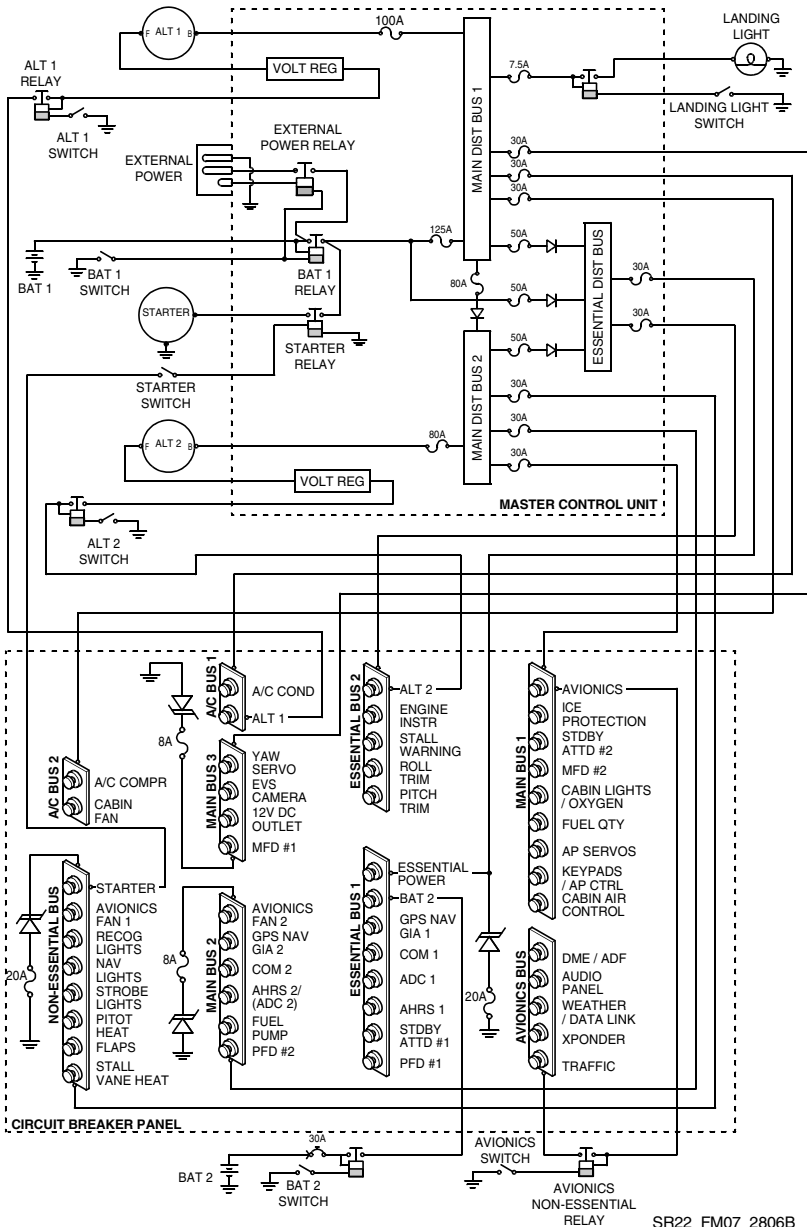 100A
LANDING
LIGHT
F ALT 1 B
ALT 1
RELAY
VOLT REG
7.5A
MAIN DIST BUS 1
LANDING LIGHT
SWITCH
ALT 1
SWITCH
EXTERNAL
POWER RELAY
EXTERNAL
POWER
30A
30A
30A
125A
50A
ESSENTIAL DIST BUS
30A
BAT 1
BAT 1
SWITCH
BAT 1
RELAY
80A
50A
30A
STARTER
STARTER
RELAY
50A
MAIN DIST BUS 2
STARTER
SWITCH
30A
30A
F ALT 2 B
80A
30A
VOLT REG
MASTER CONTROL UNIT
ALT 2
SWITCH
A/C BUS 1
A/C COND
ALT 1
8A
ESSENTIAL BUS 2
ALT 2
ENGINE
INSTR
STALL
WARNING
ROLL
TRIM
PITCH
TRIM
MAIN BUS 1
AVIONICS
ICE
PROTECTION
STDBY
ATTD #2
MFD #2
CABIN LIGHTS
/ OXYGEN
FUEL QTY
AP SERVOS
KEYPADS
/ AP CTRL
CABIN AIR
CONTROL
A/C BUS 2
A/C COMPR
CABIN
FAN
MAIN BUS 3
YAW
SERVO
EVS
CAMERA
12V DC
OUTLET
MFD #1
NON-ESSENTIAL BUS
STARTER
AVIONICS
FAN 1
RECOG
LIGHTS
NAV
LIGHTS
STROBE
LIGHTS
PITOT
HEAT
FLAPS
STALL
VANE HEAT
20A
8A
MAIN BUS 2
AVIONICS
FAN 2
GPS NAV
GIA 2
COM 2
AHRS 2/
(ADC 2)
FUEL
PUMP
PFD #2
ESSENTIAL BUS 1
ESSENTIAL
POWER
BAT 2
GPS NAV
GIA 1
COM 1
ADC 1
AHRS 1
STDBY
ATTD #1
PFD #1
20A
AVIONICS BUS
DME / ADF
AUDIO
PANEL
WEATHER
/ DATA LINK
XPONDER
TRAFFIC
CIRCUIT BREAKER PANEL
30A
BAT 2
BAT 2
SWITCH
AVIONICS
SWITCH
AVIONICS
NON-ESSENTIAL
RELAY
SR22_FM07_2806B